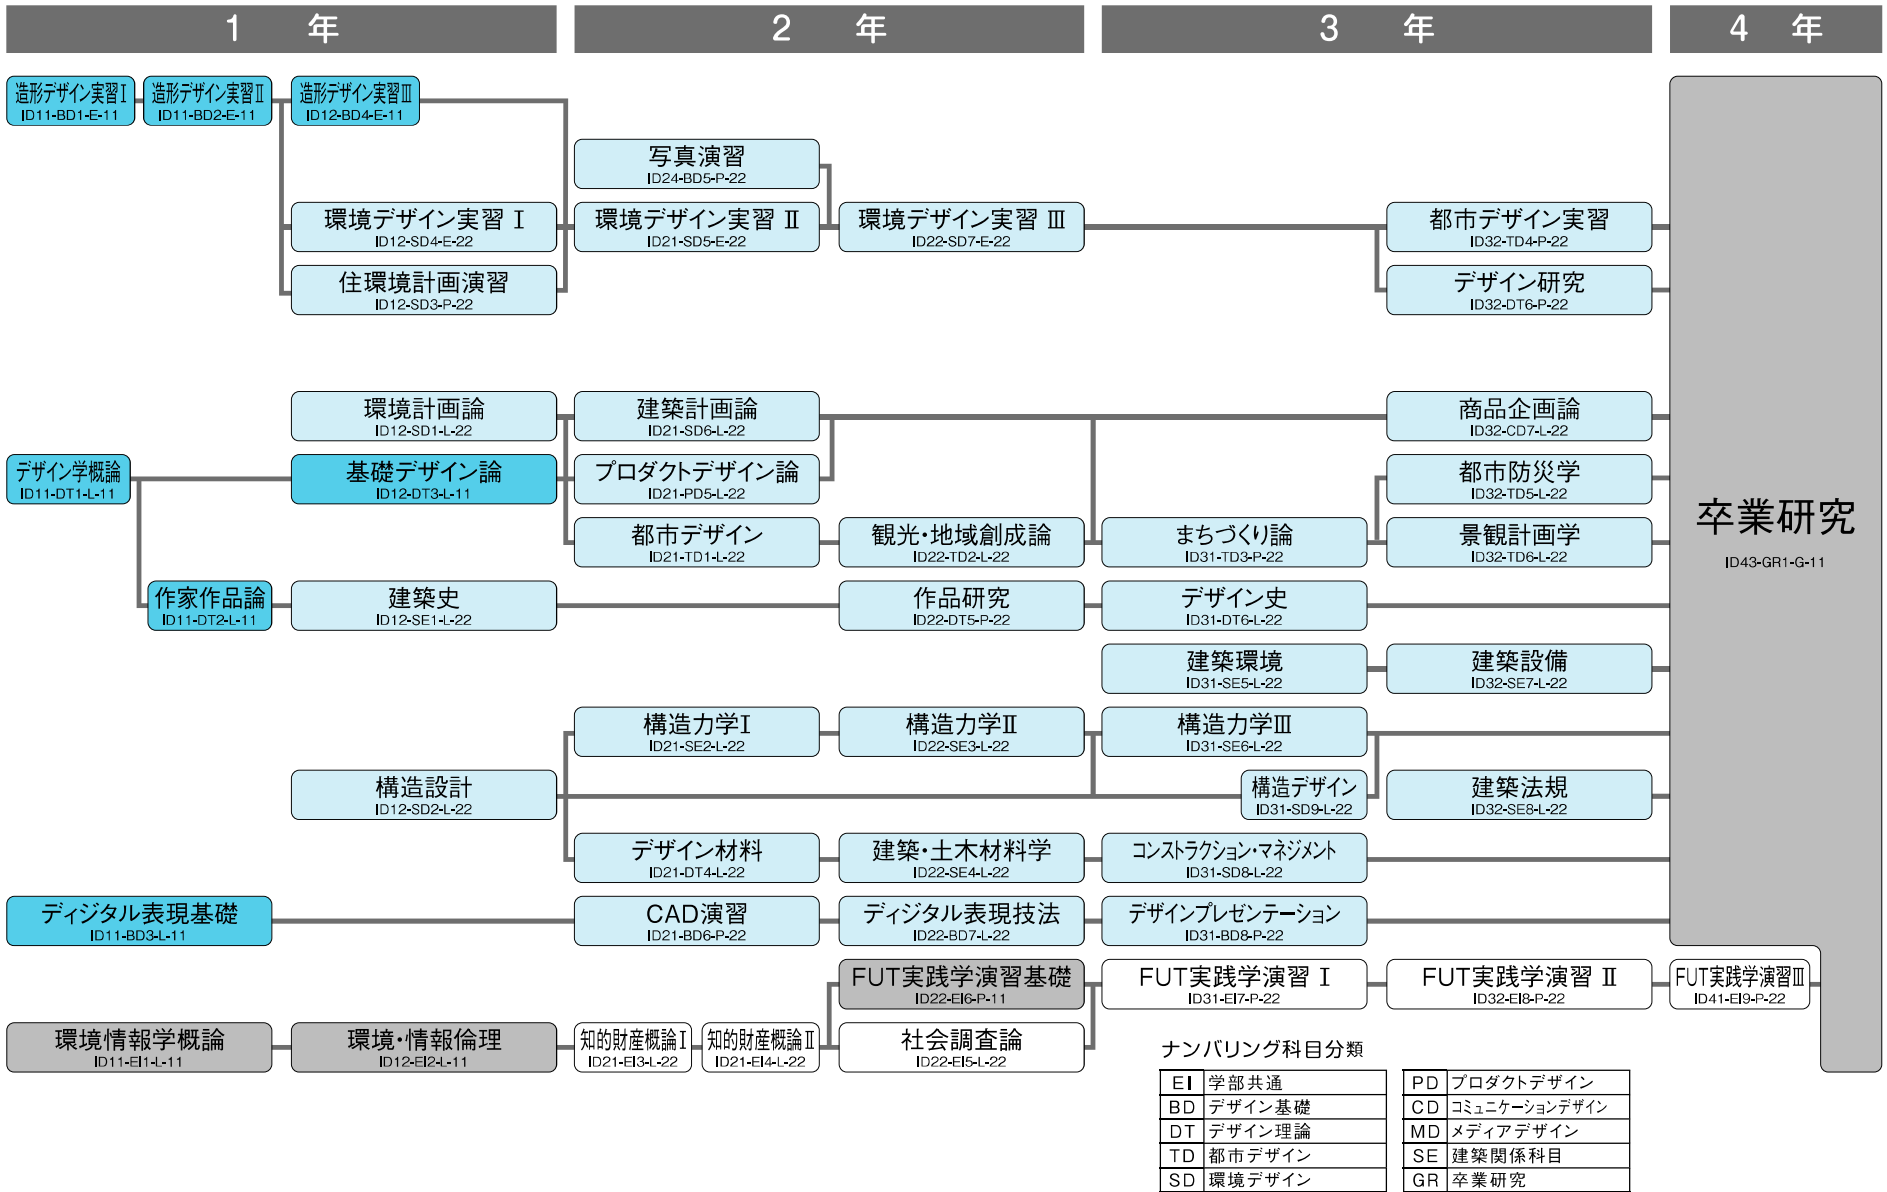 1 年
2 年
3 年
4 年
造形デザイン実習Ⅰ
ID11-BD1-E-11
造形デザイン実習Ⅱ
ID11-BD2-E-11
造形デザイン実習Ⅲ
ID12-BD4-E-11
写真演習
ID24-BD5-P-22
環境デザイン実習 Ⅰ
ID12-SD4-E-22
環境デザイン実習 Ⅱ
ID21-SD5-E-22
環境デザイン実習 Ⅲ
ID22-SD7-E-22
都市デザイン実習
ID32-TD4-P-22
住環境計画演習
ID12-SD3-P-22
デザイン研究
ID32-DT6-P-22
環境計画論
ID12-SD1-L-22
建築計画論
ID21-SD6-L-22
商品企画論
ID32-CD7-L-22
デザイン学概論
ID11-DT1-L-11
基礎デザイン論
ID12-DT3-L-11
プロダクトデザイン論
ID21-PD5-L-22
都市防災学
ID32-TD5-L-22
都市デザイン
ID21-TD1-L-22
観光・地域創成論
ID22-TD2-L-22
まちづくり論
ID31-TD3-P-22
景観計画学
ID32-TD6-L-22
卒業研究
ID43-GR1-G-11
作家作品論
ID11-DT2-L-11
建築史
ID12-SE1-L-22
作品研究
ID22-DT5-P-22
デザイン史
ID31-DT6-L-22
建築環境
ID31-SE5-L-22
建築設備
ID32-SE7-L-22
構造力学Ⅰ
ID21-SE2-L-22
構造力学Ⅱ
ID22-SE3-L-22
構造力学Ⅲ
ID31-SE6-L-22
構造設計
ID12-SD2-L-22
構造デザイン
ID31-SD9-L-22
建築法規
ID32-SE8-L-22
デザイン材料
ID21-DT4-L-22
建築・土木材料学
ID22-SE4-L-22
コンストラクション・マネジメント
ID31-SD8-L-22
ディジタル表現基礎
ID11-BD3-L-11
CAD演習
ID21-BD6-P-22
ディジタル表現技法
ID22-BD7-L-22
デザインプレゼンテーション
ID31-BD8-P-22
FUT実践学演習基礎
ID22-EI6-P-11
FUT実践学演習 Ⅰ
ID31-EI7-P-22
FUT実践学演習 Ⅱ
ID32-EI8-P-22
FUT実践学演習Ⅲ
ID41-EI9-P-22
環境情報学概論
ID11-EI1-L-11
環境・情報倫理
ID12-EI2-L-11
知的財産概論Ⅰ
ID21-EI3-L-22
知的財産概論Ⅱ
ID21-EI4-L-22
社会調査論
ID22-EI5-L-22
ナンバリング科目分類
EI 学部共通
BD デザイン基礎
DT デザイン理論
TD 都市デザイン
SD 環境デザイン
PD プロダクトデザイン
CD コミュニケーションデザイン
MD メディアデザイン
SE 建築関係科目
GR 卒業研究